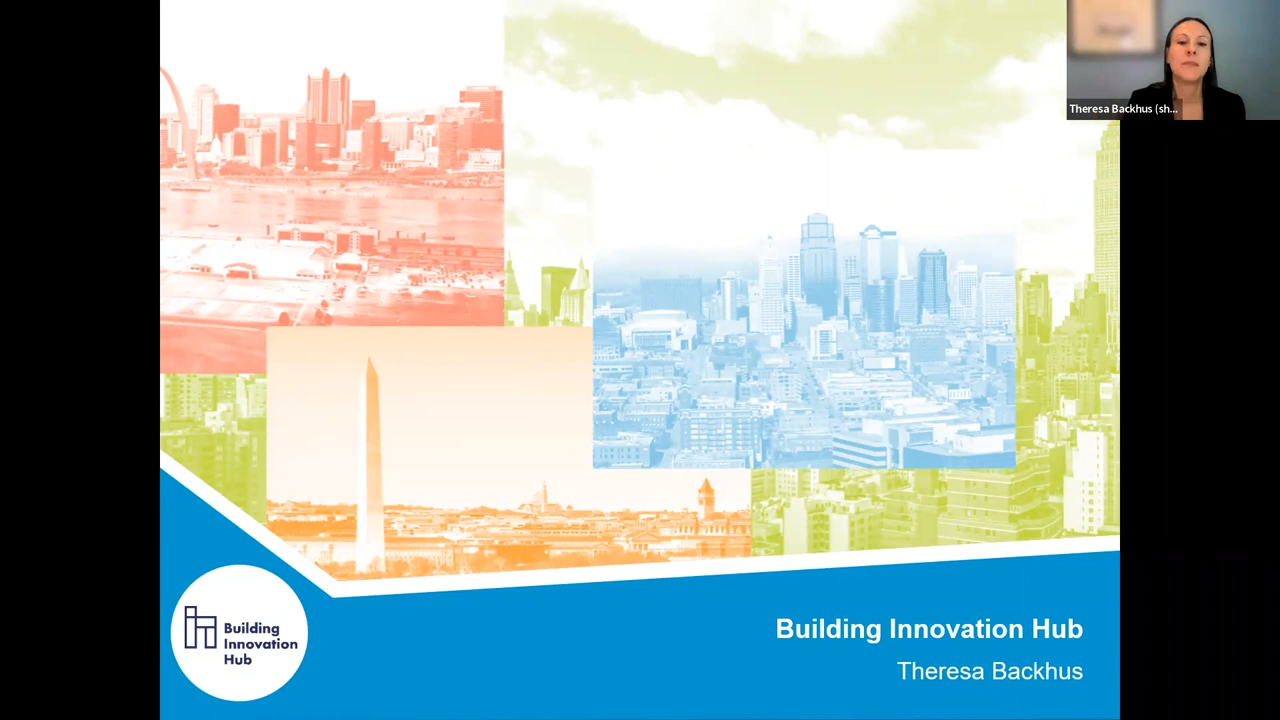 Theresa Backhus (sh...
Building
Innovation
Hub
Building Innovation Hub
Theresa Backhus